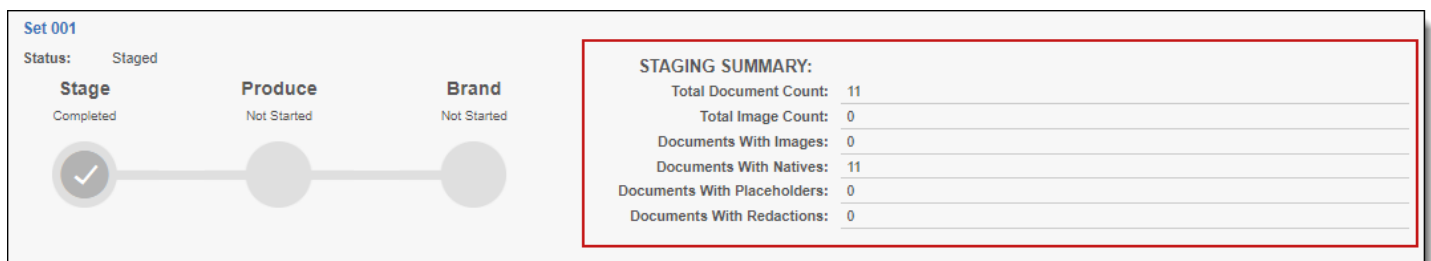 Set 001
Status: Staged
Stage Produce Brand
Completed Not Started Not Started
STAGING SUMMARY:
Total Document Count: 11
Total Image Count: 0
Documents With Images: 0
Documents With Natives: 11
Documents With Placeholders: 0
Documents With Redactions: 0